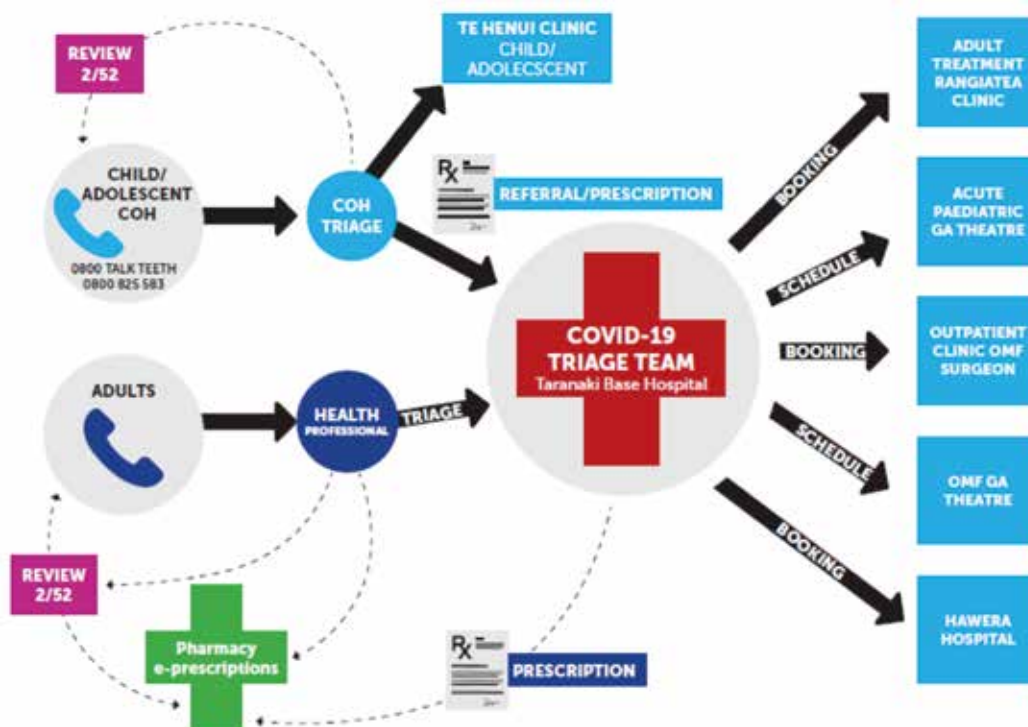 REVIEW
2/52
TE HENUI CLINIC
CHILD/
ADOLECSCENT
CHILD/
ADOLESCENT
COH
0800 TALK TEETH
0800 825 583
COH
TRIAGE
Rx
REFERRAL/PRESCRIPTION
COVID-19
TRIAGE TEAM
Taranaki Base Hospital
ADULTS
HEALTH
PROFESSIONAL
TRIAGE
REVIEW
2/52
Pharmacy
e-prescriptions
Rx
PRESCRIPTION
BOOKING
SCHEDULE
BOOKING
SCHEDULE
BOOKING
ADULT
TREATMENT
RANGIATEA
CLINIC
ACUTE
PAEDIATRIC
GA THEATRE
OUTPATIENT
CLINIC OMF
SURGEON
OMF GA
THEATRE
HAWERA
HOSPITAL